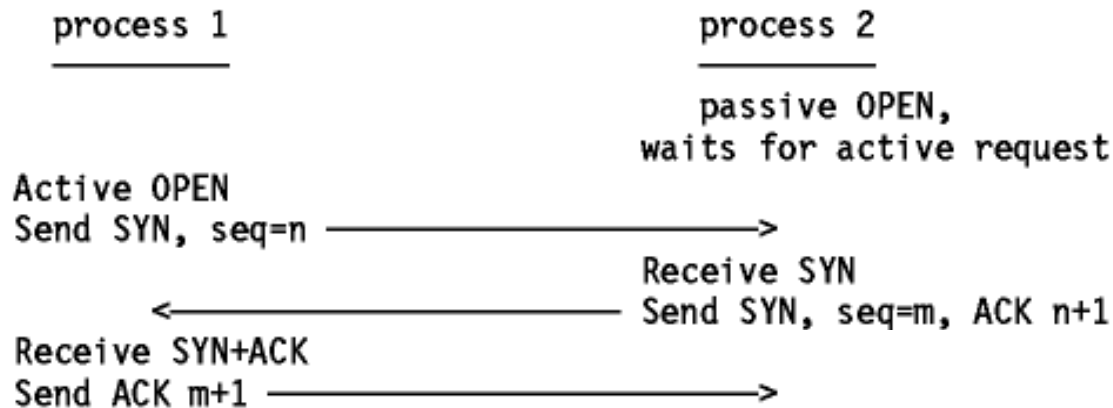 process 1
process 2
passive OPEN,
waits for active request
Active OPEN
Send SYN, seq=n
Receive SYN
Send SYN, seq=m, ACK n+1
Receive SYN+ACK
Send ACK m+1